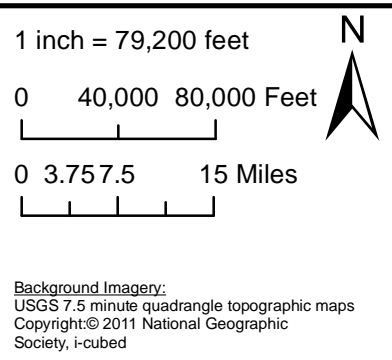 1 inch = 79,200 feet
N
0 40,000 80,000 Feet
0 3.75 7.5 15 Miles
Background Imagery:
USGS 7.5 minute quadrangle topographic maps
Copyright:© 2011 National Geographic
Society, i-cubed